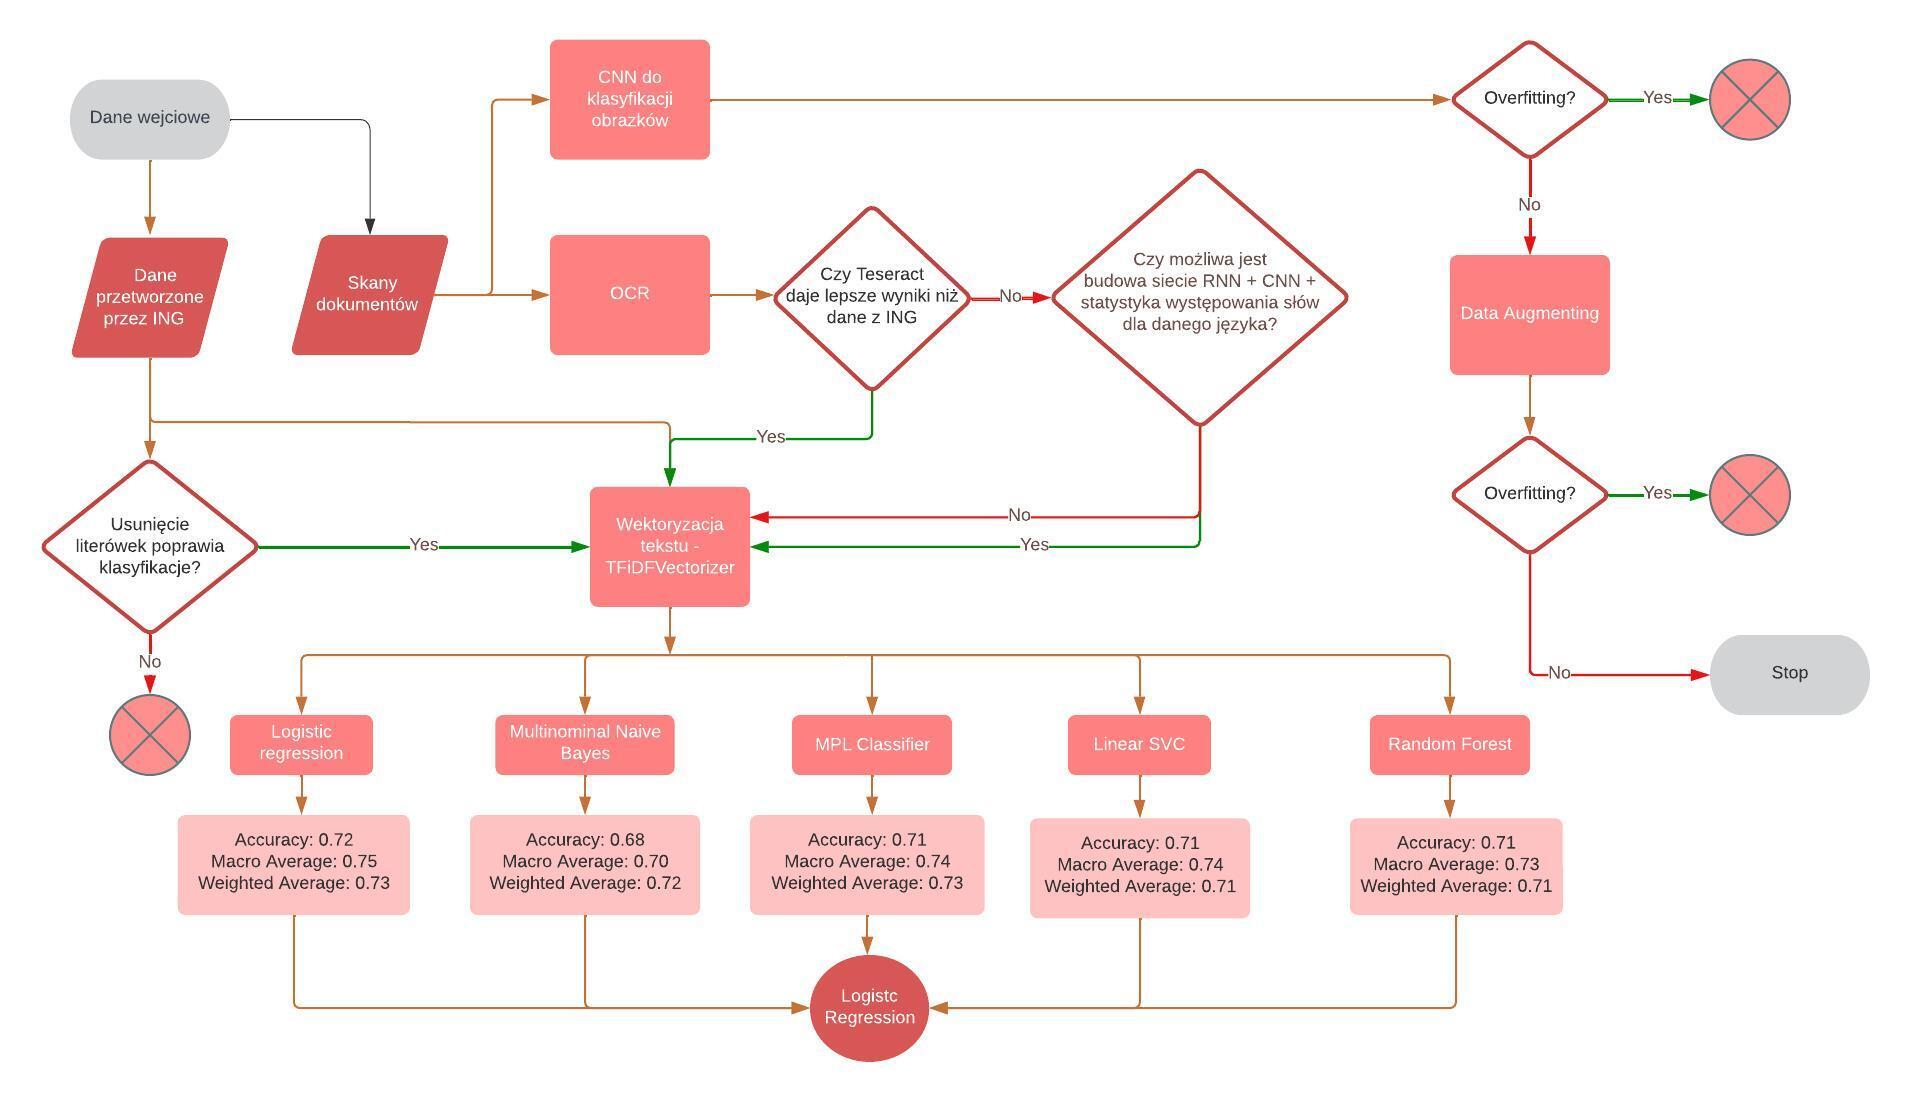 Dane wejciowe
CNN do
klasyfikacji
obrazków
Overfitting?
Yes
No
Dane
przetworzone
przez ING
Skany
dokumentów
OCR
Czy Teseract
daje lepsze wyniki niż
dane z ING
No
Czy możliwa jest
budowa siecie RNN + CNN +
statystyka występowania słów
dla danego języka?
Data Augmenting
Yes
Overfitting?
Yes
No
Stop
Usunięcie
literówek poprawia
klasyfikacje?
Yes
No
Wektoryzacja
tekstu -
TFiDFVectorizer
No
Yes
Logistic
regression
Multinominal Naive
Bayes
MPL Classifier
Linear SVC
Random Forest
Accuracy: 0.72
Macro Average: 0.75
Weighted Average: 0.73
Accuracy: 0.68
Macro Average: 0.70
Weighted Average: 0.72
Accuracy: 0.71
Macro Average: 0.74
Weighted Average: 0.73
Accuracy: 0.71
Macro Average: 0.74
Weighted Average: 0.71
Accuracy: 0.71
Macro Average: 0.73
Weighted Average: 0.71
Logistc
Regression